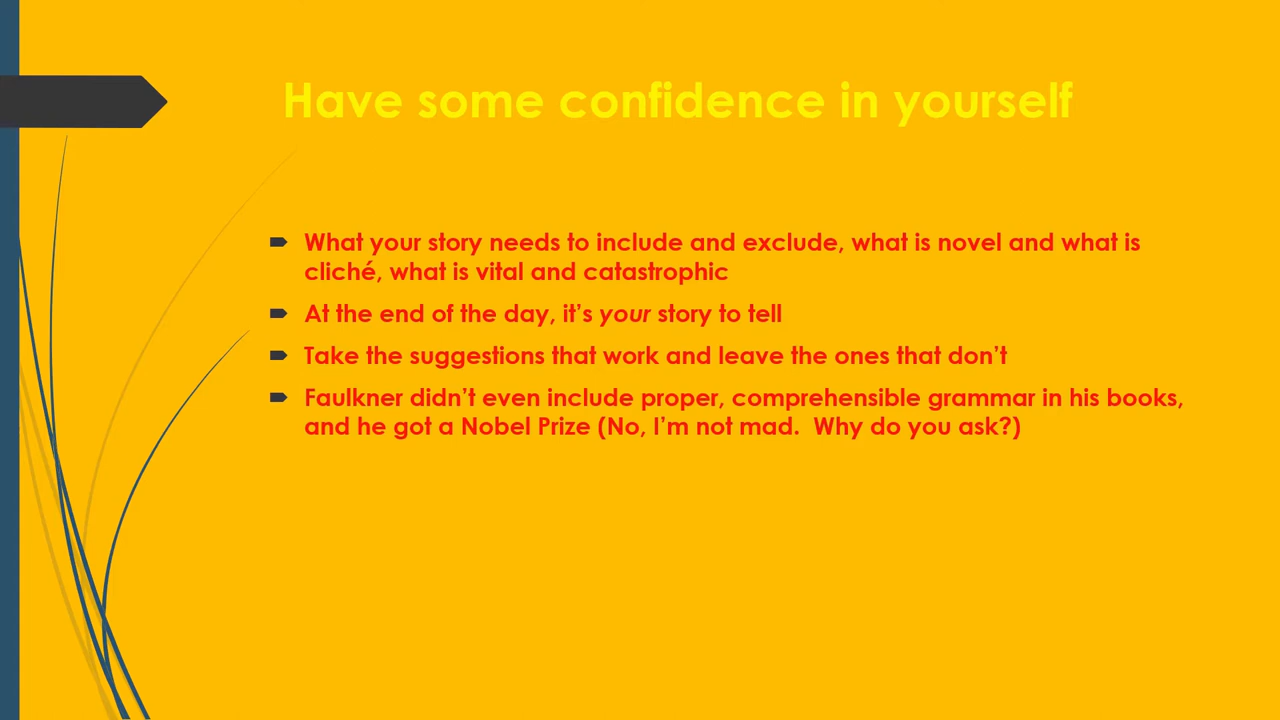 Have some confidence in yourself
What your story needs to include and exclude, what is novel and what is
cliché, what is vital and catastrophic
At the end of the day, it’s your story to tell
Take the suggestions that work and leave the ones that don’t
Faulkner didn’t even include proper, comprehensible grammar in his books,
and he got a Nobel Prize (No, I’m not mad.  Why do you ask?)